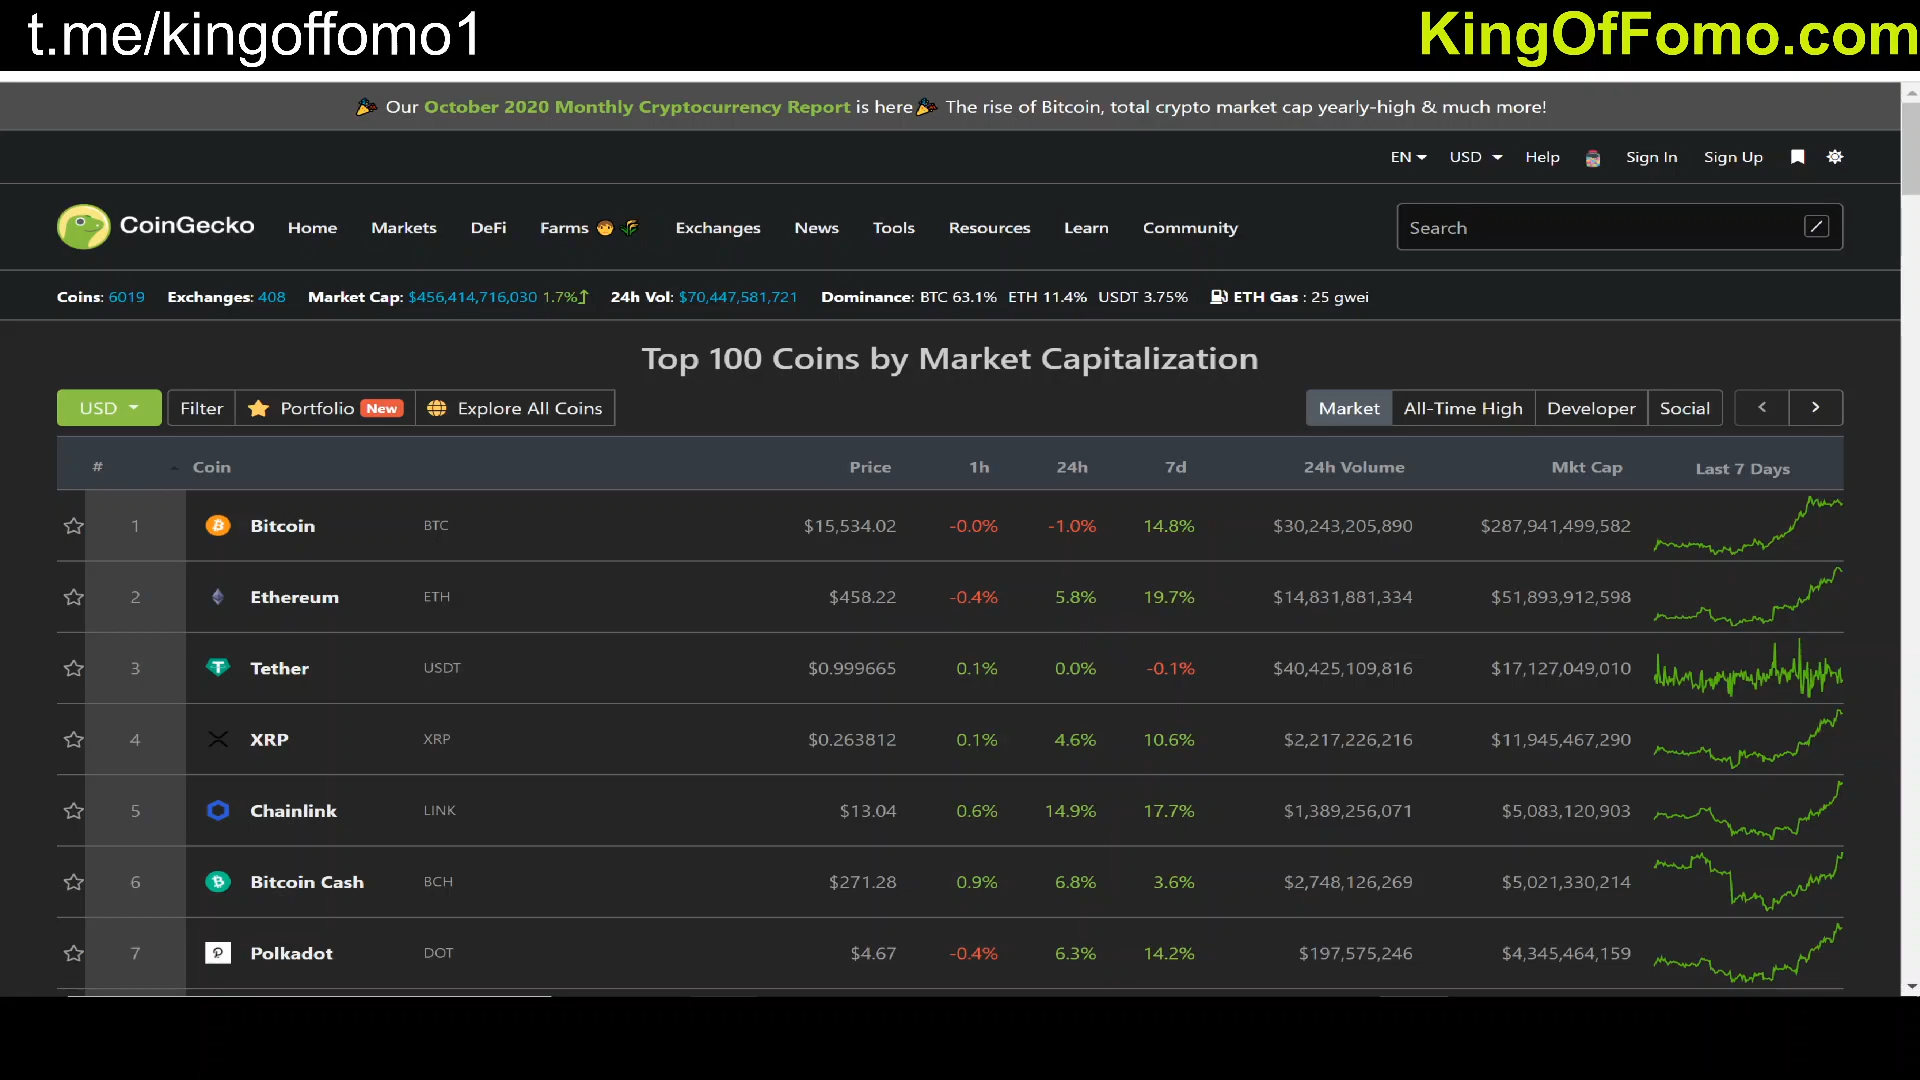 t.me/kingoffomo1
KingOfFomo.com
Our October 2020 Monthly Cryptocurrency Report is here The rise of Bitcoin, total crypto market cap yearly-high & much more!
EN USD Help Sign In Sign Up
CoinGecko Home Markets DeFi Farms Exchanges News Tools Resources Learn Community Search /
Coins: 6019 Exchanges: 408 Market Cap: $456,414,716,030 1.7% 24h Vol: $70,447,581,721 Dominance: BTC 63.1% ETH 11.4% USDT 3.75% ETH Gas : 25 gwei
Top 100 Coins by Market Capitalization
USD Filter Portfolio New Explore All Coins Market All-Time High Developer Social < >
# Coin Price 1h 24h 7d 24h Volume Mkt Cap Last 7 Days
1 Bitcoin BTC $15,534.02 -0.0% -1.0% 14.8% $30,243,205,890 $287,941,499,582
2 Ethereum ETH $458.22 -0.4% 5.8% 19.7% $14,831,881,334 $51,893,912,598
3 Tether USDT $0.999665 0.1% 0.0% -0.1% $40,425,109,816 $17,127,049,010
4 XRP XRP $0.263812 0.1% 4.6% 10.6% $2,217,226,216 $11,945,467,290
5 Chainlink LINK $13.04 0.6% 14.9% 17.7% $1,389,256,071 $5,083,120,903
6 Bitcoin Cash BCH $271.28 0.9% 6.8% 3.6% $2,748,126,269 $5,021,330,214
7 Polkadot DOT $4.67 -0.4% 6.3% 14.2% $197,575,246 $4,345,464,159